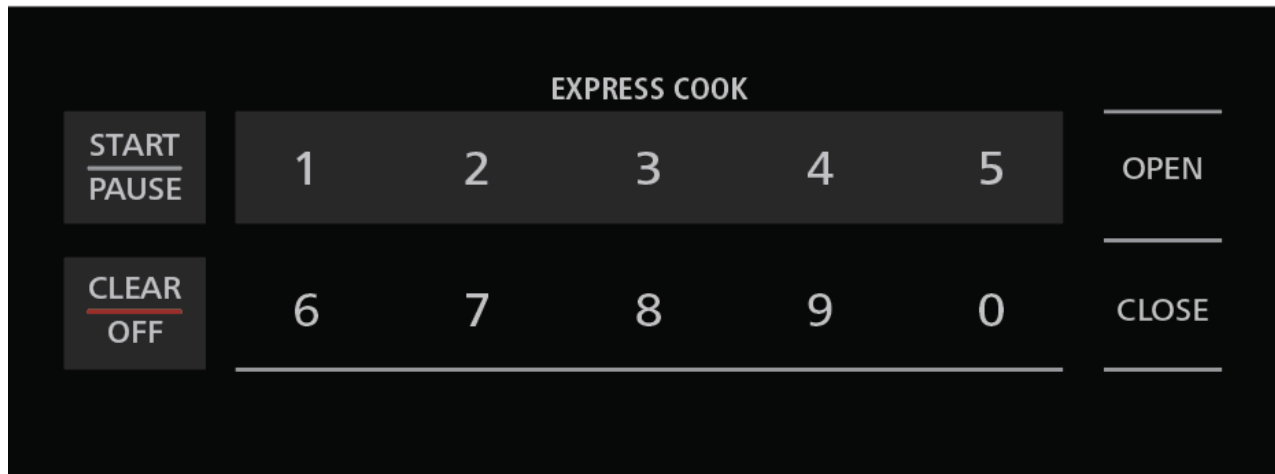 EXPRESS COOK
START
PAUSE
1 2 3 4 5
OPEN
CLEAR
OFF
6 7 8 9 0
CLOSE